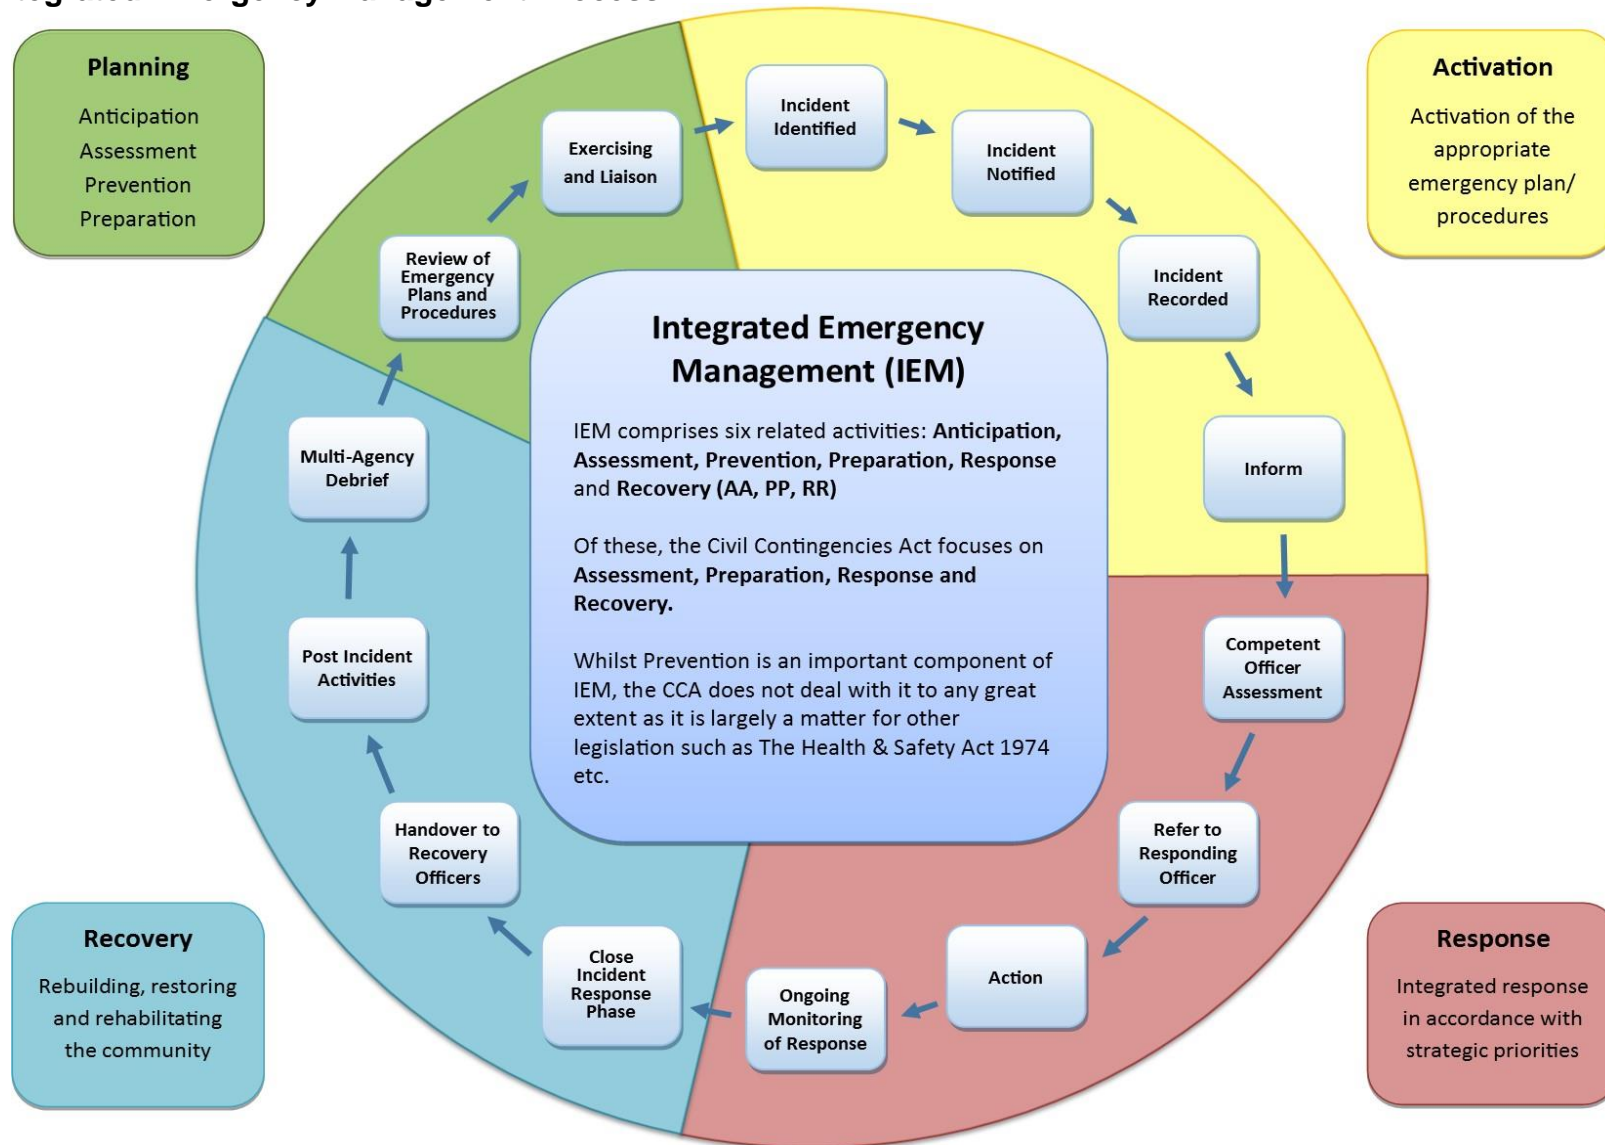 Integrated Emergency Management Process
Planning
Anticipation
Assessment
Prevention
Preparation
Activation
Activation of the
appropriate
emergency plan/
procedures
Exercising
and Liaison
Incident
Identified
Incident
Notified
Incident
Recorded
Inform
Competent
Officer
Assessment
Refer to
Responding
Officer
Action
Ongoing
Monitoring
of Response
Close
Incident
Response
Phase
Handover to
Recovery
Officers
Post Incident
Activities
Multi-Agency
Debrief
Review of
Emergency
Plans and
Procedures
Integrated Emergency
Management (IEM)
IEM comprises six related activities: Anticipation,
Assessment, Prevention, Preparation, Response
and Recovery (AA, PP, RR)
Of these, the Civil Contingencies Act focuses on
Assessment, Preparation, Response and
Recovery.
Whilst Prevention is an important component of
IEM, the CCA does not deal with it to any great
extent as it is largely a matter for other
legislation such as The Health & Safety Act 1974
etc.
Recovery
Rebuilding, restoring
and rehabilitating
the community
Response
Integrated response
in accordance with
strategic priorities